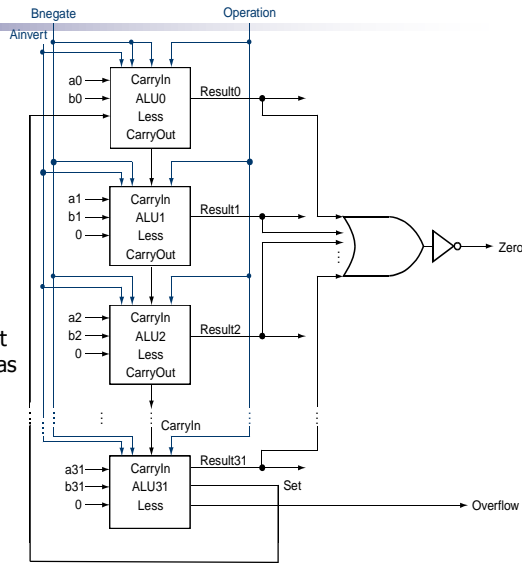 Bnegate Operation
Ainvert
a0 CarryIn Result0
b0 ALU0
Less
CarryOut
a1 CarryIn Result1
b1 ALU1
0 Less
CarryOut
Zero
a2 CarryIn
b2 ALU2 Result2
0 Less
CarryOut
t
as
CarryIn
a31 CarryIn Result31
b31 ALU31 Set
0 Less Overflow